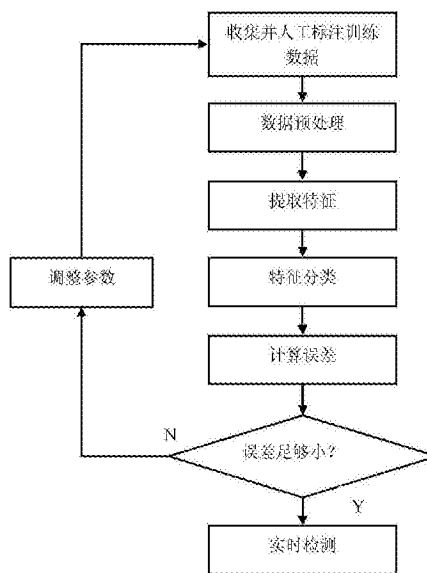 收集并人工标注训练
数据
数据预处理
提取特征
调整参数
特征分类
计算误差
N
误差足够小?
Y
实时检测